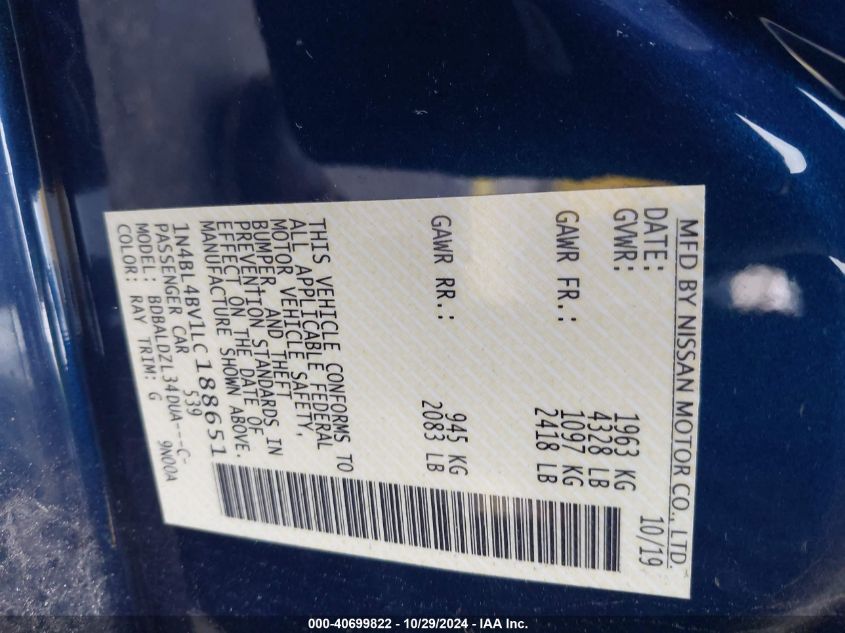 MFD BY NISSAN MOTOR CO., LTD.
DATE: 10/19
GVWR: 1963 KG
4328 LB
GAWR FR.: 1097 KG
2418 LB
GAWR RR.: 945 KG
2083 LB
THIS VEHICLE CONFORMS TO
ALL APPLICABLE FEDERAL
MOTOR VEHICLE SAFETY,
BUMPER, AND THEFT
PREVENTION STANDARDS IN
EFFECT ON THE DATE OF
MANUFACTURE SHOWN ABOVE.
1N4BL4BV1LC188651
PASSENGER CAR 539
MODEL: BDBALDZL34DUA---C-
COLOR: RAY TRIM: G 9N00A
000-40699822 - 10/29/2024 - IAA Inc.